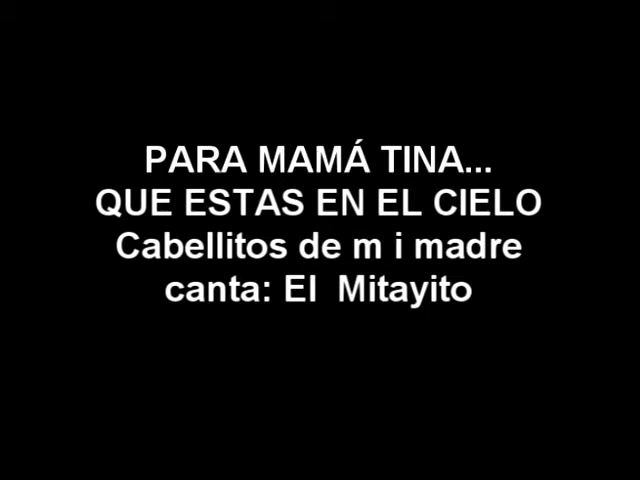 PARA MAMÁ TINA...
QUE ESTAS EN EL CIELO
Cabellitos de m i madre
canta: El  Mitayito